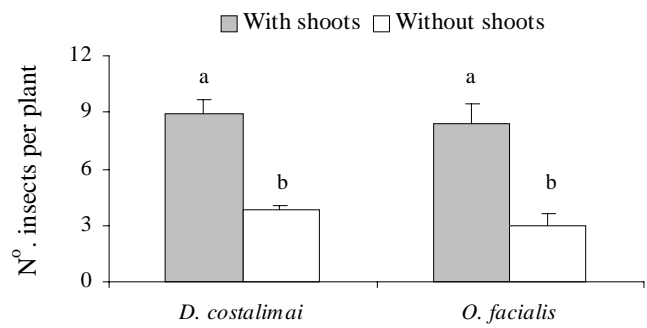 With shoots Without shoots
Nº. insects per plant
12
9
6
3
0
a
b
a
b
D. costalimai
O. facialis